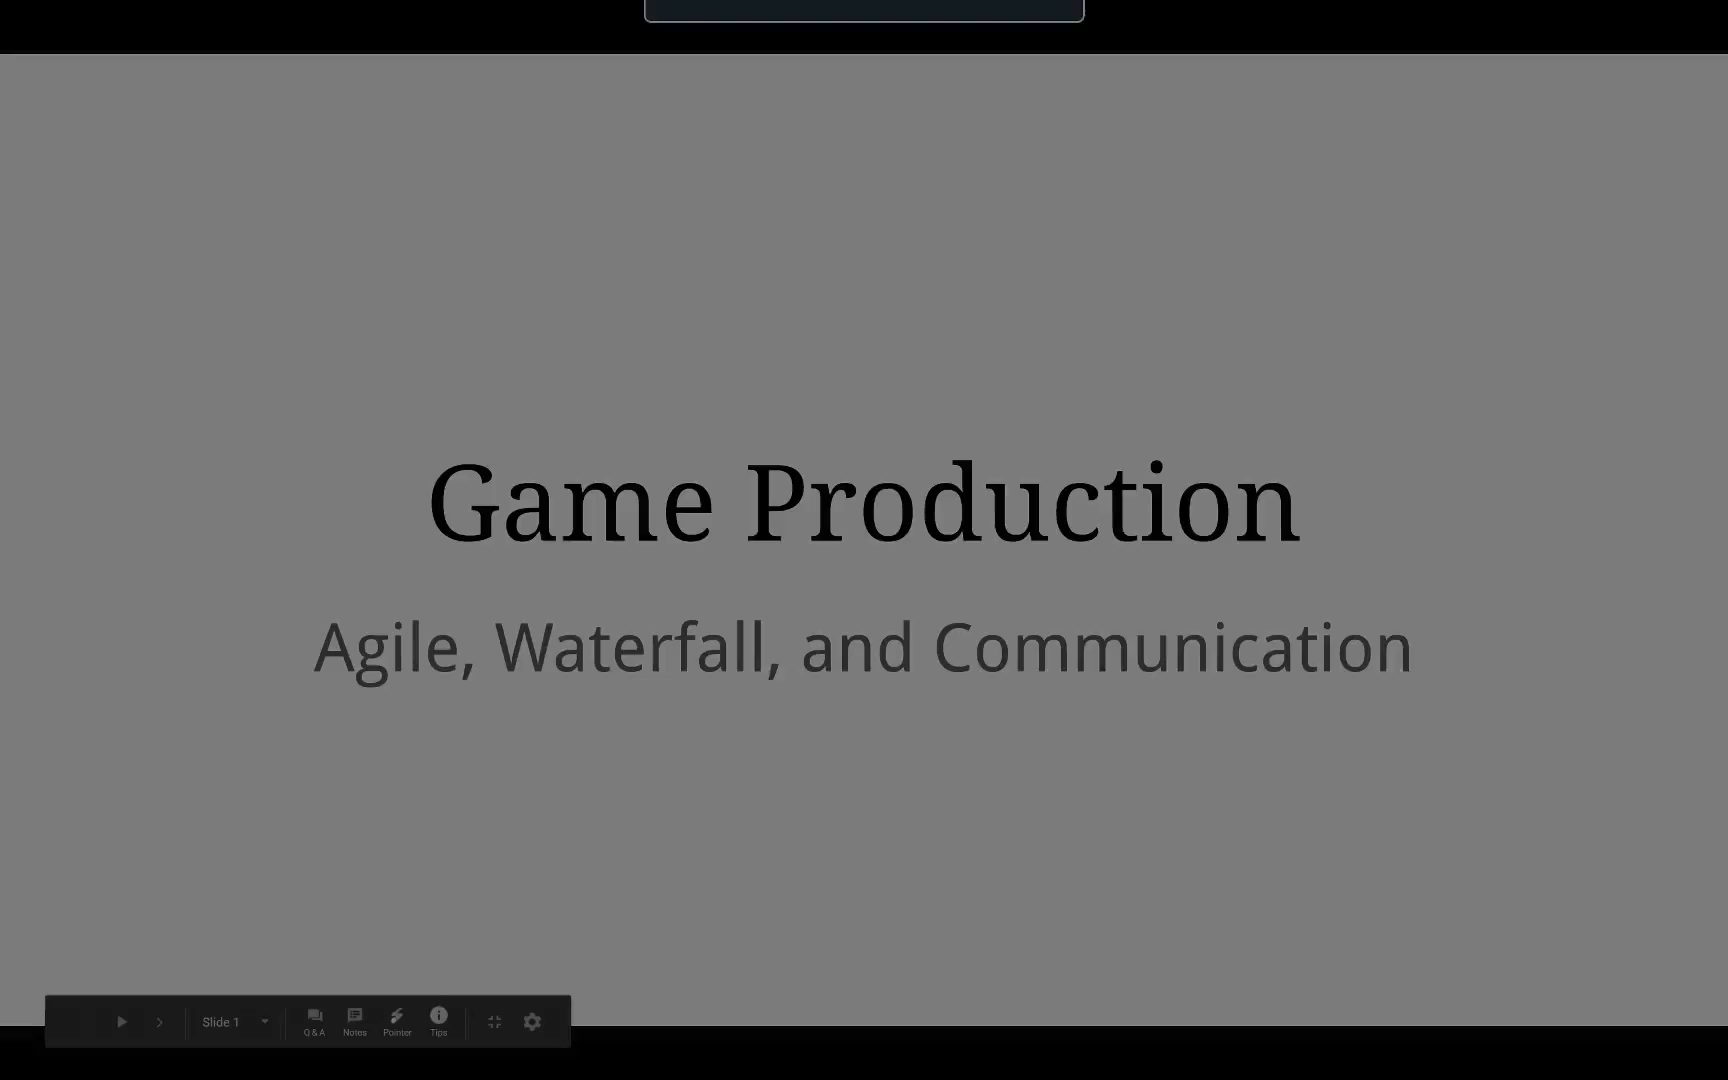 Game Production
Agile, Waterfall, and Communication
Slide 1
Q & A
Notes
Pointer
Tips